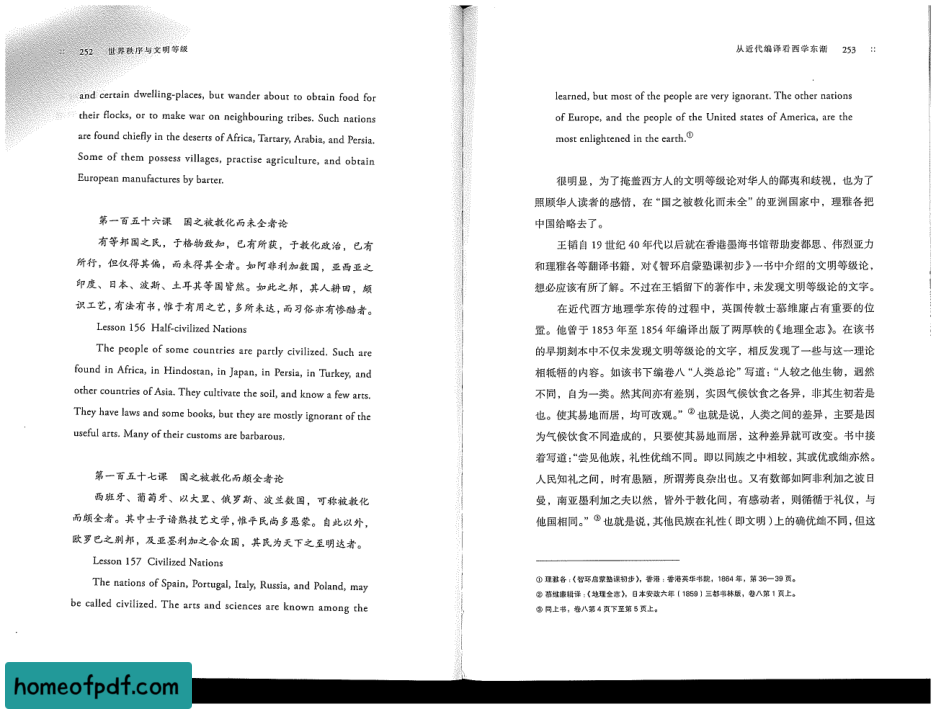 :: 252 世界秩序与文明等级
and certain dwelling-places, but wander about to obtain food for
their flocks, or to make war on neighbouring tribes. Such nations
are found chiefly in the deserts of Africa, Tartary, Arabia, and Persia.
Some of them possess villages, practise agriculture, and obtain
European manufactures by barter.
第一百五十六课 国之被教化而未全者论
有等邦国之民，于格物致知，已有所获，于教化政治，已有
所行，但仅得其偏，而未得其全者。如阿非利加数国，亚西亚之
印度、日本、波斯、土耳其等国皆然。如此之邦，其人耕田，颇
识工艺，有法有书，惟于有用之艺，多所未达，而习俗亦有惨酷者。
Lesson 156 Half-civilized Nations
The people of some countries are partly civilized. Such are
found in Africa, in Hindostan, in Japan, in Persia, in Turkey, and
other countries of Asia. They cultivate the soil, and know a few arts.
They have laws and some books, but they are mostly ignorant of the
useful arts. Many of their customs are barbarous.
第一百五十七课 国之被教化而颇全者论
西班牙、葡萄牙、以大里、俄罗斯、波兰数国，可称被教化
而颇全者。其中士子谙熟技艺文学，惟平民尚多愚蒙。自此以外，
欧罗巴之别邦，及亚墨利加之合众国，其民为天下之至明达者。
Lesson 157 Civilized Nations
The nations of Spain, Portugal, Italy, Russia, and Poland, may
be called civilized. The arts and sciences are known among the
从近代编译看西学东渐 253 ::
learned, but most of the people are very ignorant. The other nations
of Europe, and the people of the United states of America, are the
most enlightened in the earth.①
很明显，为了掩盖西方人的文明等级论对华人的鄙夷和歧视，也为了
照顾华人读者的感情，在“国之被教化而未全”的亚洲国家中，理雅各把
中国给略去了。
王韬自 19 世纪 40 年代以后就在香港墨海书馆帮助麦都思、伟烈亚力
和理雅各等翻译书籍，对《智环启蒙塾课初步》一书中介绍的文明等级论，
想必应该有所了解。不过在王韬留下的著作中，未发现文明等级论的文字。
在近代西方地理学东传的过程中，英国传教士慕维廉占有重要的位
置。他曾于 1853 年至 1854 年编译出版了两厚帙的《地理全志》。在该书
的早期刻本中不仅未发现文明等级论的文字，相反发现了一些与这一理论
相牴牾的内容。如该书下编卷八“人类总论”写道：“人较之他生物，迥然
不同，自为一类。然其间亦有差别，实因气候饮食之各异，非其生初若是
也。使其易地而居，均可改观。”②也就是说，人类之间的差异，主要是因
为气候饮食不同造成的，只要使其易地而居，这种差异就可改变。书中接
着写道：“尝见他族，礼性优绌不同。即以同族之中相较，其或优或绌亦然。
人民知礼之间，时有愚陋，所谓莠良杂出也。又有数部如阿非利加之波日
曼，南亚墨利加之夫以然，皆外于教化间，有感动者，则循循于礼仪，与
他国相同。”③也就是说，其他民族在礼性（即文明）上的确优绌不同，但这
① 理雅各：《智环启蒙塾课初步》，香港：香港英华书院，1864 年，第 36—39 页。
② 慕维廉辑译：《地理全志》，日本安政六年（1859）三都书林版，卷八第 1 页上。
③ 同上书，卷八第 4 页下至第 5 页上。
homeofpdf.com